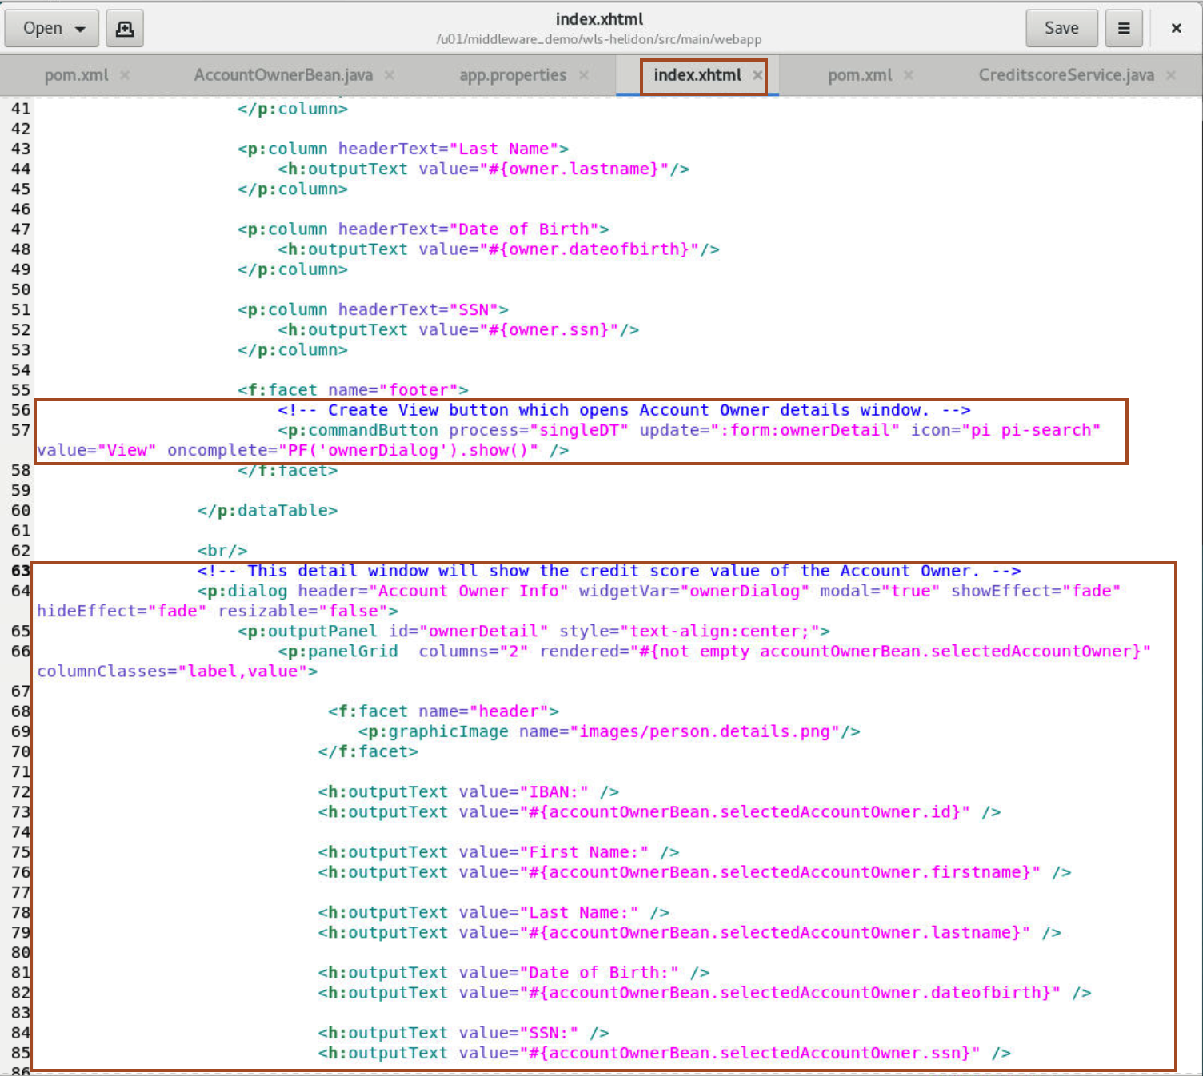 Open
index.xhtml
/u01/middleware_demo/wls-helidon/src/main/webapp
Save
pom.xml × AccountOwnerBean.java × app.properties × index.xhtml × pom.xml × CreditscoreService.java ×
41 </p:column>
42
43 <p:column headerText="Last Name">
44 <h:outputText value="#{owner.lastname}"/>
45 </p:column>
46
47 <p:column headerText="Date of Birth">
48 <h:outputText value="#{owner.dateofbirth}"/>
49 </p:column>
50
51 <p:column headerText="SSN">
52 <h:outputText value="#{owner.ssn}"/>
53 </p:column>
54
55 <f:facet name="footer">
56 <!-- Create View button which opens Account Owner details window. -->
57 <p:commandButton process="singleDT" update=":form:ownerDetail" icon="pi pi-search"
value="View" oncomplete="PF('ownerDialog').show()" />
58 </f:facet>
59
60 </p:dataTable>
61
62 <br/>
63 <!-- This detail window will show the credit score value of the Account Owner. -->
64 <p:dialog header="Account Owner Info" widgetVar="ownerDialog" modal="true" showEffect="fade"
hideEffect="fade" resizable="false">
65 <p:outputPanel id="ownerDetail" style="text-align:center;">
66 <p:panelGrid  columns="2" rendered="#{not empty accountOwnerBean.selectedAccountOwner}"
columnClasses="label,value">
67
68 <f:facet name="header">
69 <p:graphicImage name="images/person.details.png"/>
70 </f:facet>
71
72 <h:outputText value="IBAN:" />
73 <h:outputText value="#{accountOwnerBean.selectedAccountOwner.id}" />
74
75 <h:outputText value="First Name:" />
76 <h:outputText value="#{accountOwnerBean.selectedAccountOwner.firstname}" />
77
78 <h:outputText value="Last Name:" />
79 <h:outputText value="#{accountOwnerBean.selectedAccountOwner.lastname}" />
80
81 <h:outputText value="Date of Birth:" />
82 <h:outputText value="#{accountOwnerBean.selectedAccountOwner.dateofbirth}" />
83
84 <h:outputText value="SSN:" />
85 <h:outputText value="#{accountOwnerBean.selectedAccountOwner.ssn}" />
86